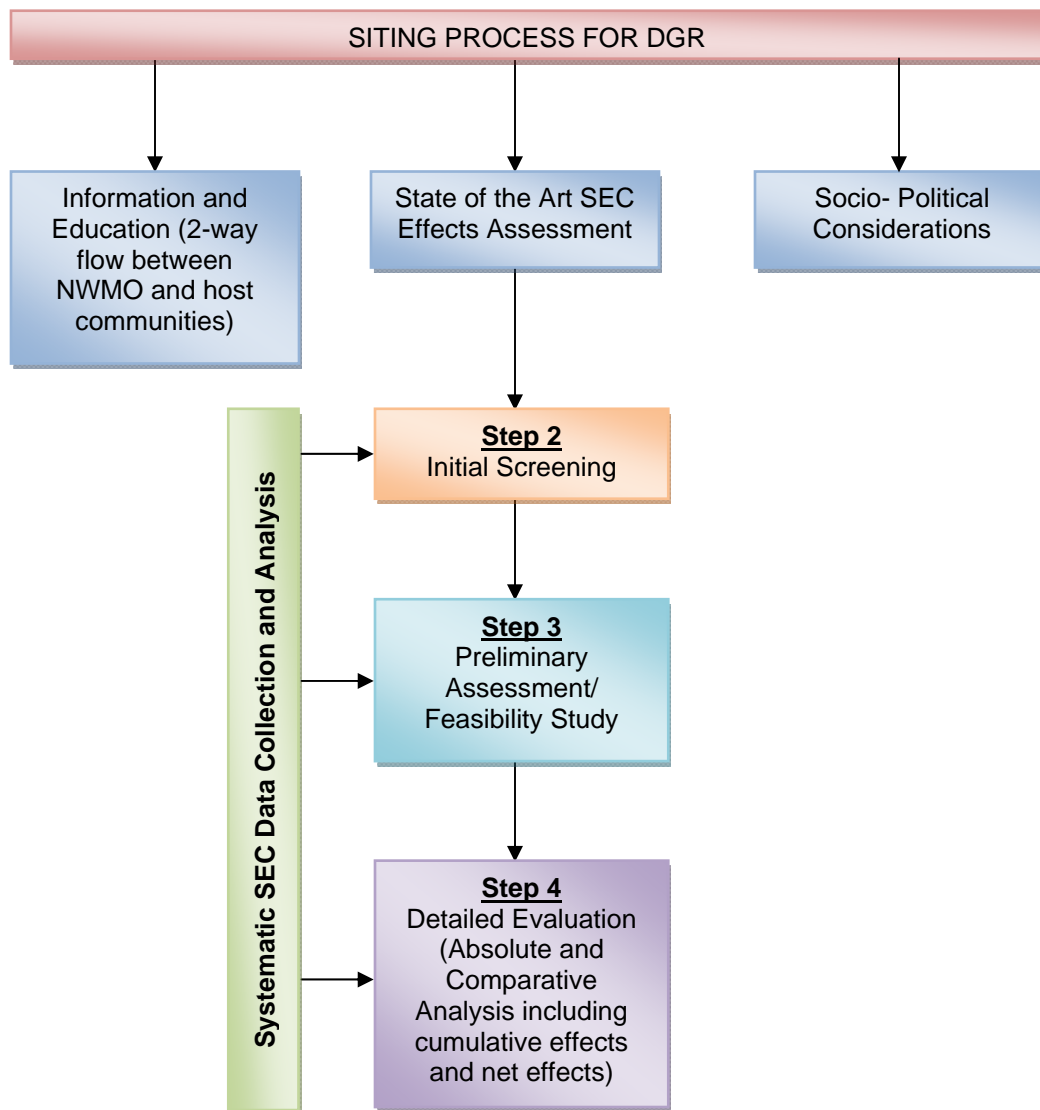 SITING PROCESS FOR DGR
Information and
Education (2-way
flow between
NWMO and host
communities)
State of the Art SEC
Effects Assessment
Socio- Political
Considerations
Systematic SEC Data Collection and Analysis
Step 2
Initial Screening
Step 3
Preliminary
Assessment/
Feasibility Study
Step 4
Detailed Evaluation
(Absolute and
Comparative
Analysis including
cumulative effects
and net effects)